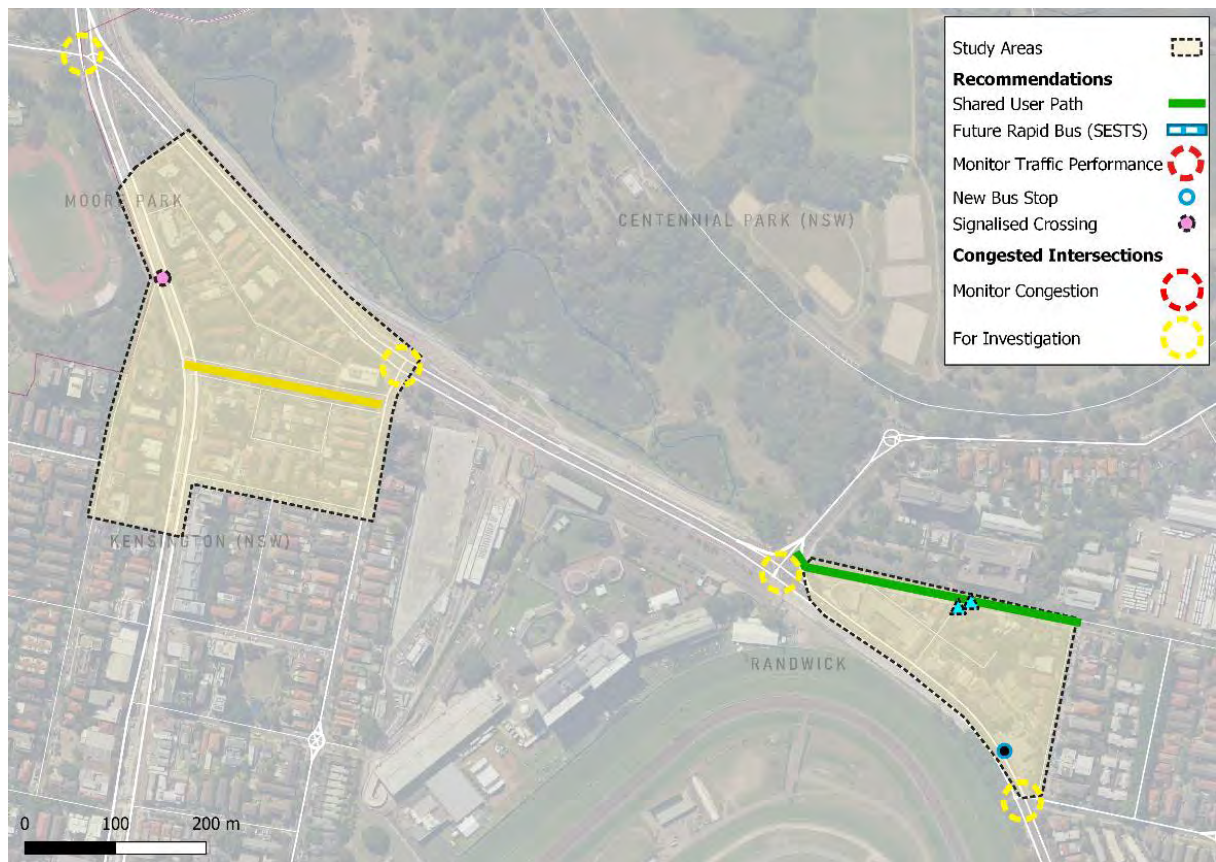 Study Areas
Recommendations
Shared User Path
Future Rapid Bus (SESTS)
Monitor Traffic Performance
New Bus Stop
Signalised Crossing
Congested Intersections
Monitor Congestion
For Investigation
MOORE PARK
CENTENNIAL PARK (NSW)
KENSINGTON (NSW)
RANDWICK
0 100 200 m